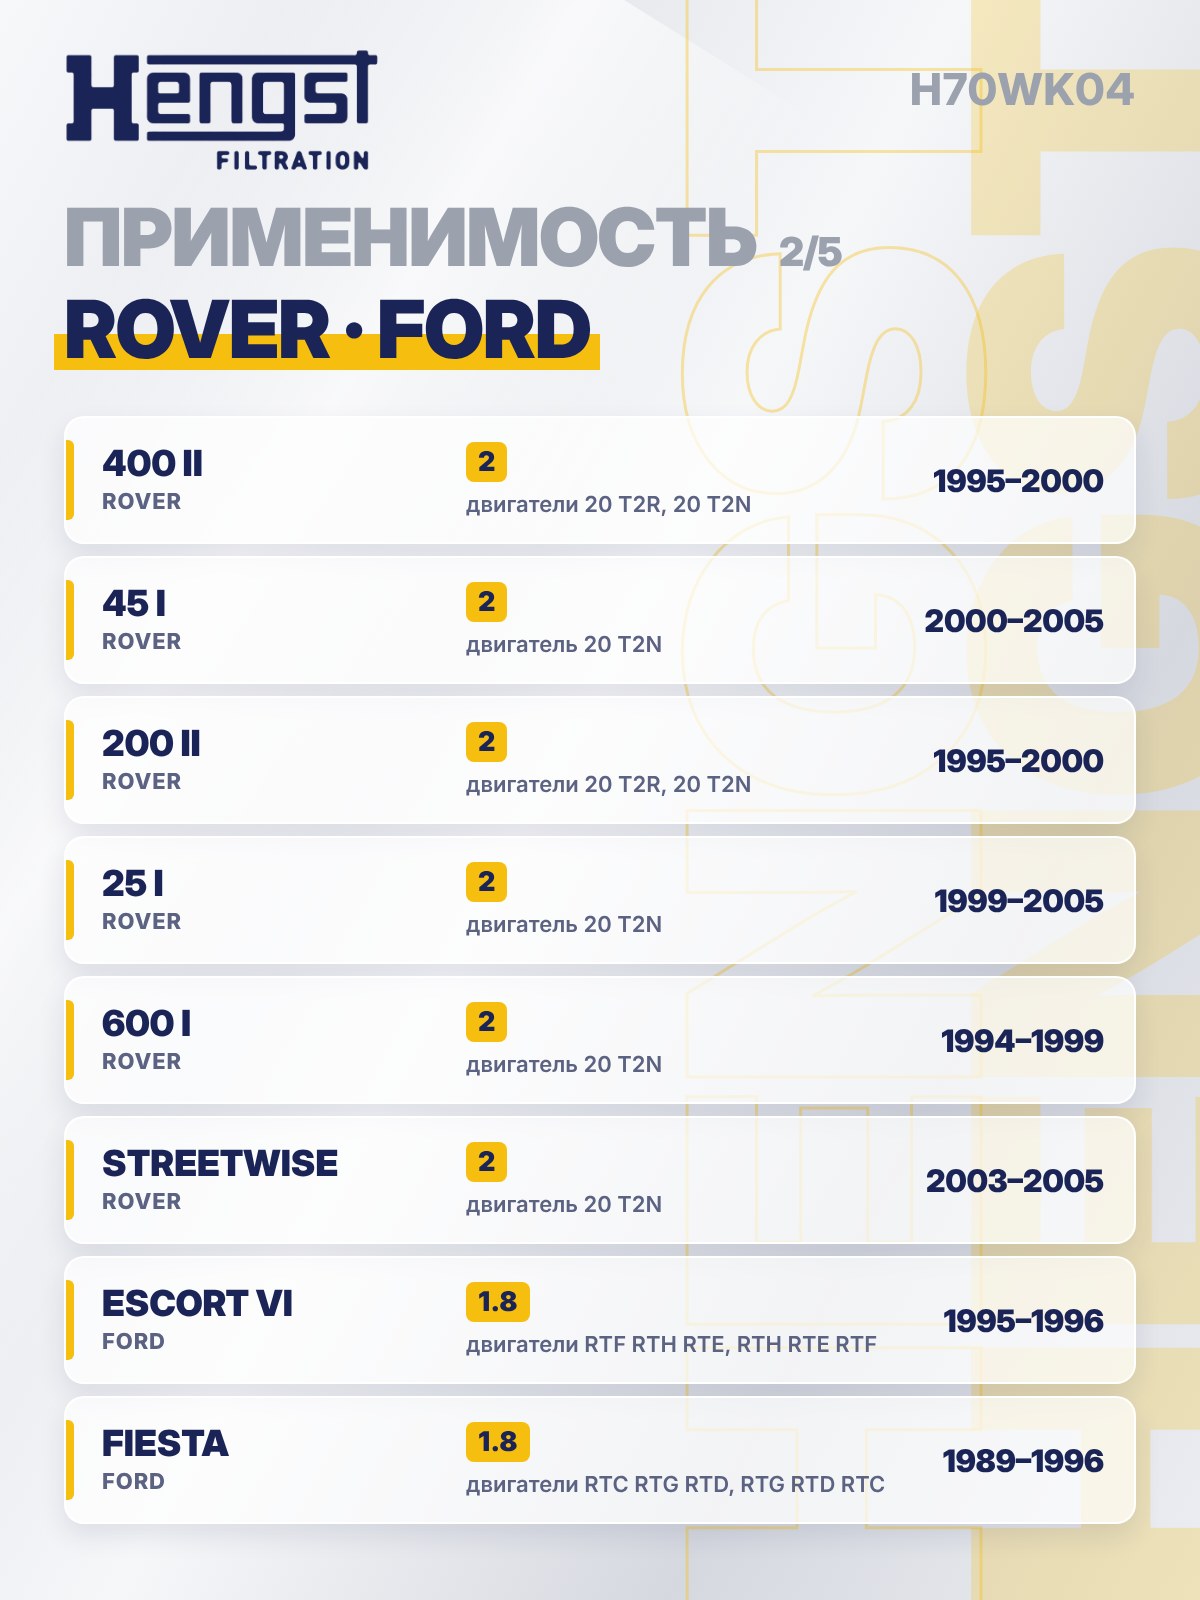 Hengst
FILTRATION
H70WK04
ПРИМЕНИМОСТЬ 2/5
ROVER · FORD
400 II
ROVER
2
двигатели 20 T2R, 20 T2N
1995–2000
45 I
ROVER
2
двигатель 20 T2N
2000–2005
200 II
ROVER
2
двигатели 20 T2R, 20 T2N
1995–2000
25 I
ROVER
2
двигатель 20 T2N
1999–2005
600 I
ROVER
2
двигатель 20 T2N
1994–1999
STREETWISE
ROVER
2
двигатель 20 T2N
2003–2005
ESCORT VI
FORD
1.8
двигатели RTF RTH RTE, RTH RTE RTF
1995–1996
FIESTA
FORD
1.8
двигатели RTC RTG RTD, RTG RTD RTC
1989–1996
HENGST
HENGST